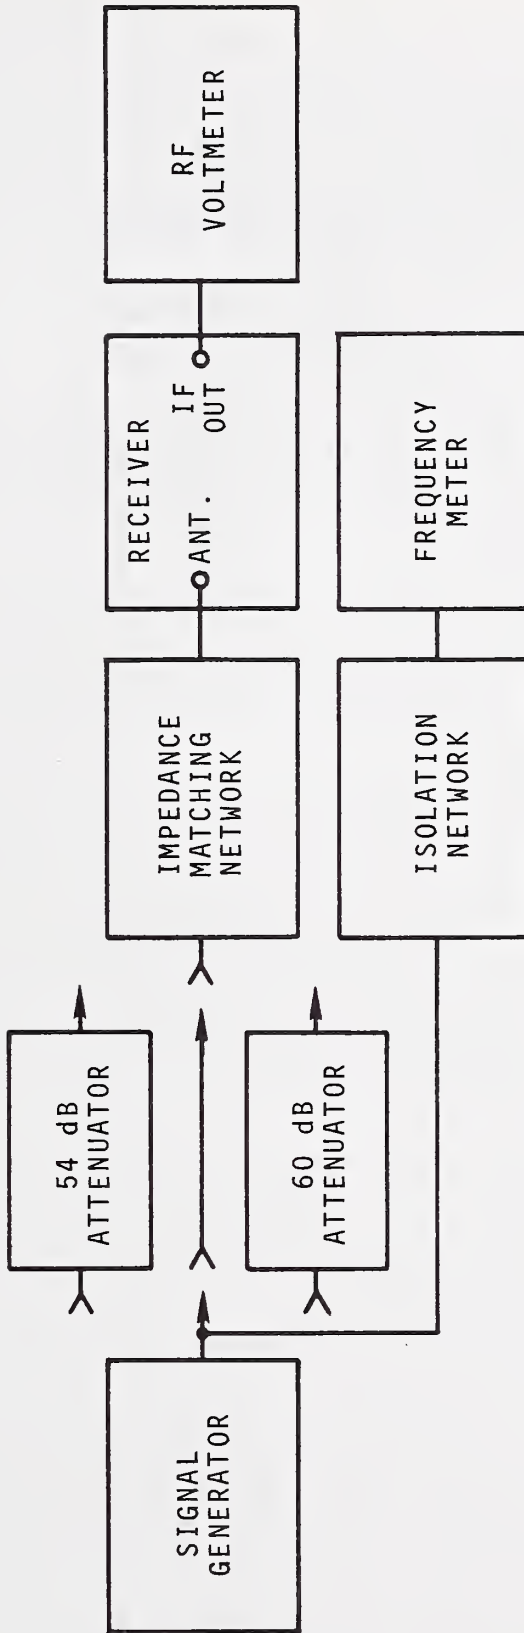 SIGNAL
GENERATOR
54 dB
ATTENUATOR
60 dB
ATTENUATOR
IMPEDANCE
MATCHING
NETWORK
ISOLATION
NETWORK
RECEIVER
ANT.
IF
OUT
FREQUENCY
METER
RF
VOLTMETER